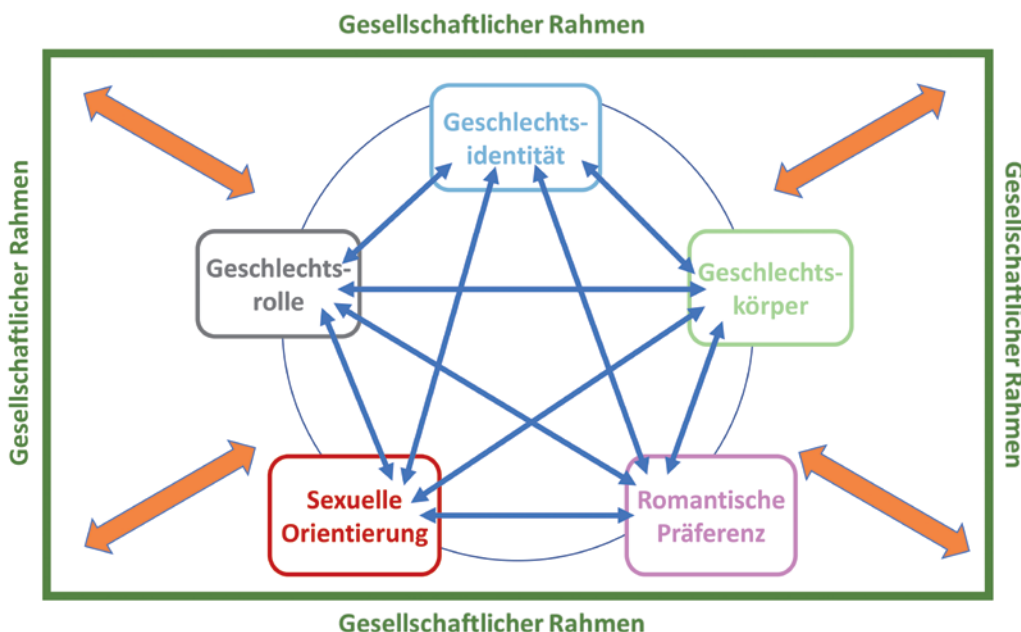 Gesellschaftlicher Rahmen
Geschlechts-
identität
Gesellschaftlicher Rahmen
Geschlechts-
rolle
Geschlechts-
körper
Gesellschaftlicher Rahmen
Sexuelle
Orientierung
Romantische
Präferenz
Gesellschaftlicher Rahmen